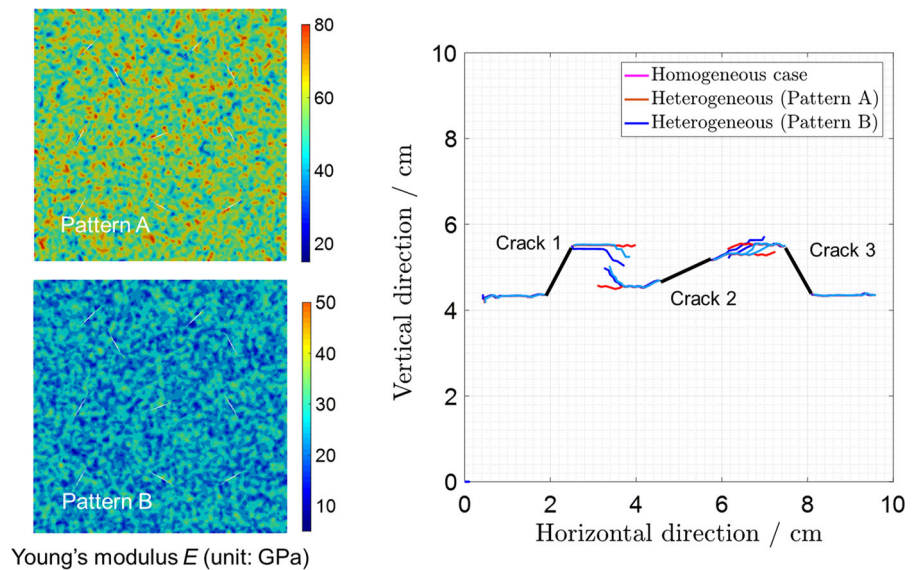 80
60
40
20
Pattern A
50
40
30
20
10
Pattern B
Young's modulus E (unit: GPa)
10
8
6
4
2
0
Vertical direction / cm
Homogeneous case
Heterogeneous (Pattern A)
Heterogeneous (Pattern B)
Crack 1
Crack 2
Crack 3
0 2 4 6 8 10
Horizontal direction / cm